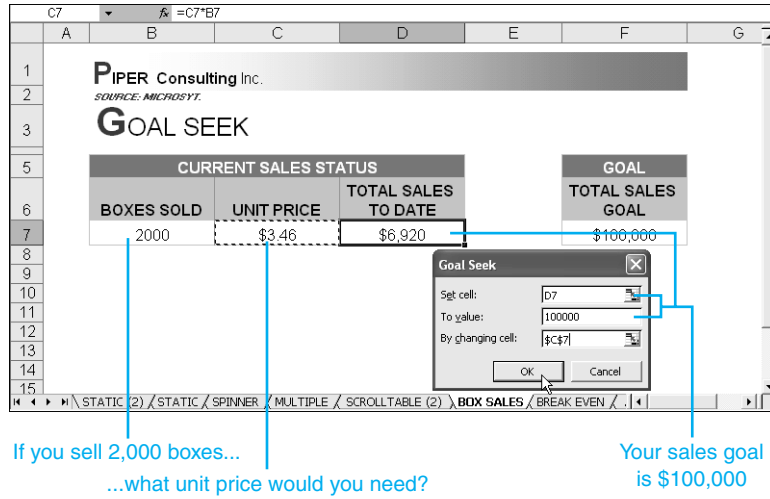 C7 fx =C7*B7
A B C D E F G
1 PIPER Consulting Inc.
2 SOURCE: MICROSYT.
3 GOAL SEEK
5 CURRENT SALES STATUS GOAL
6 BOXES SOLD UNIT PRICE TOTAL SALES TO DATE TOTAL SALES GOAL
7 2000 $3.46 $6,920 $100,000
8
9
10
11
12
13
14
15
Goal Seek
Set cell: D7
To value: 100000
By changing cell: $C$7
OK Cancel
STATIC (2) STATIC SPINNER MULTIPLE SCROLLTABLE (2) BOX SALES BREAK EVEN
If you sell 2,000 boxes...
...what unit price would you need?
Your sales goal
is $100,000